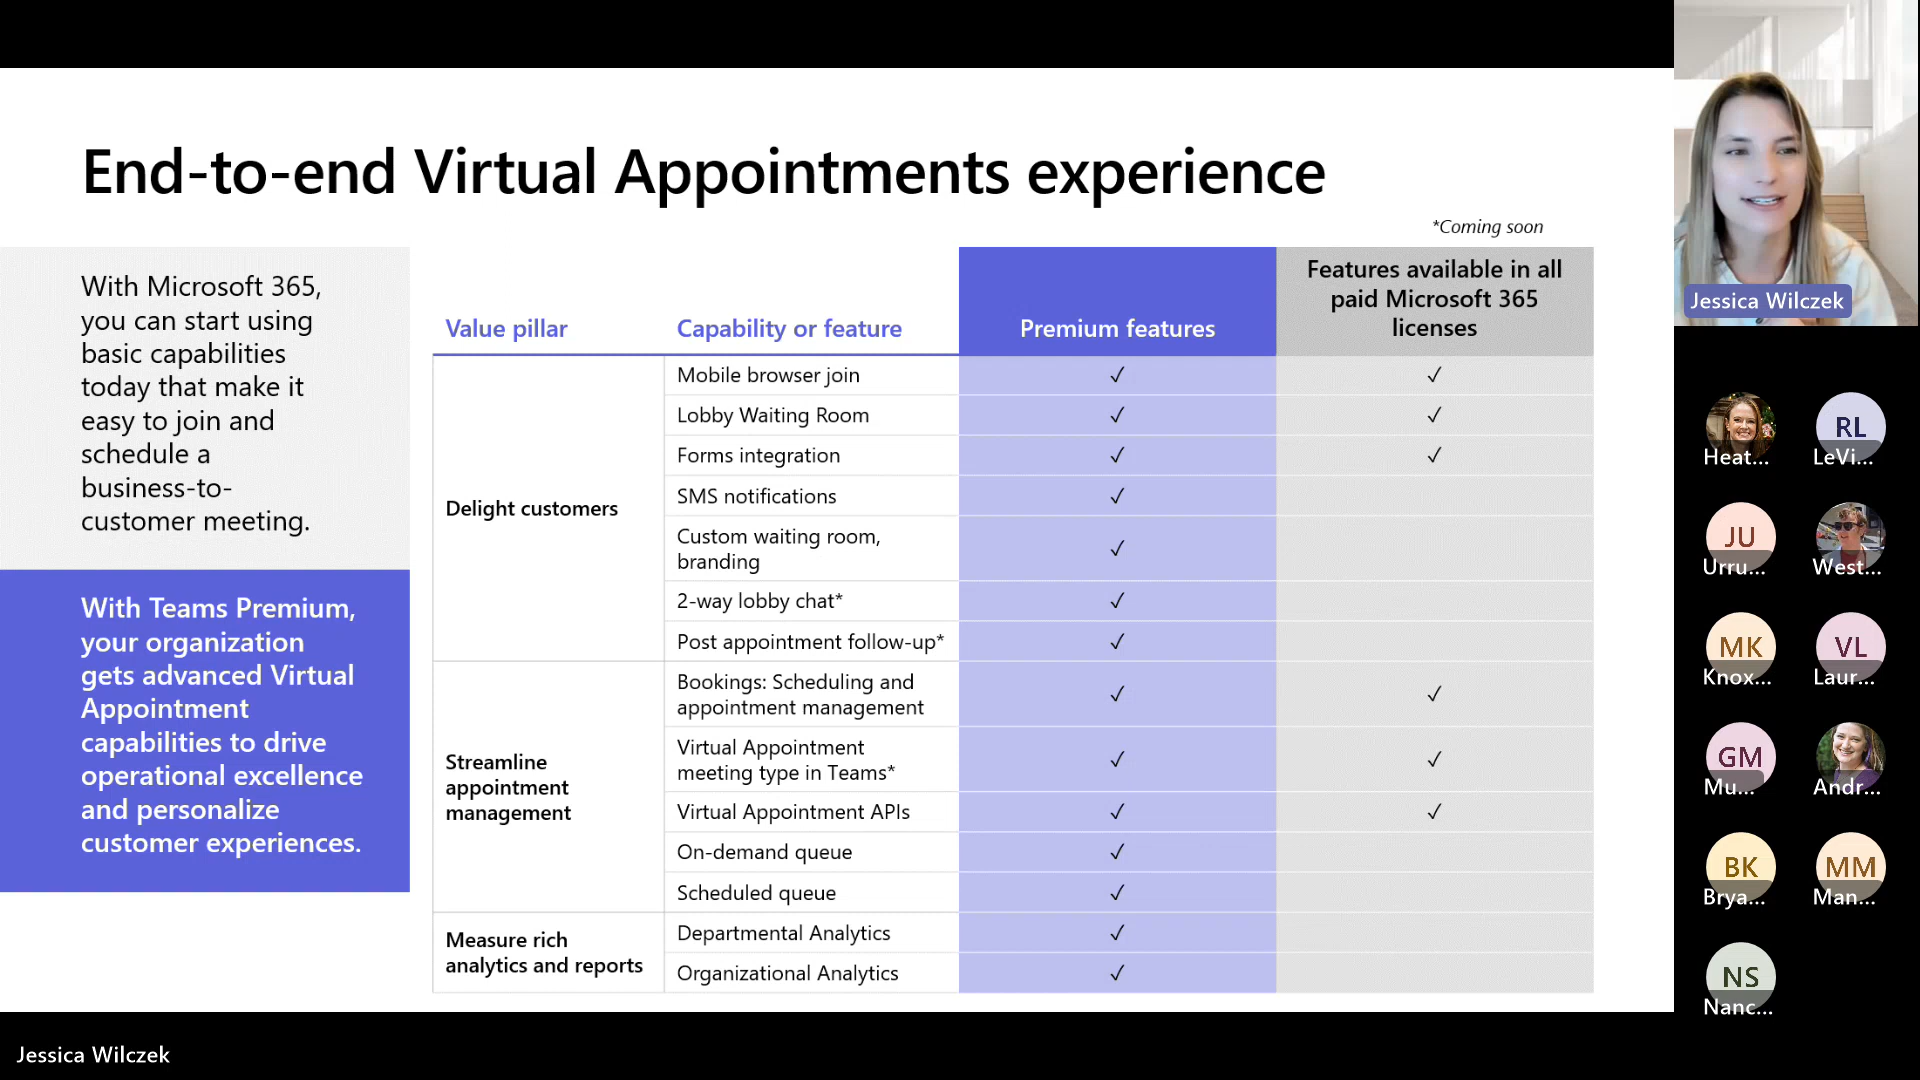 End-to-end Virtual Appointments experience
*Coming soon
With Microsoft 365,
you can start using
basic capabilities
today that make it
easy to join and
schedule a
business-to-
customer meeting.
With Teams Premium,
your organization
gets advanced Virtual
Appointment
capabilities to drive
operational excellence
and personalize
customer experiences.
Value pillar
Capability or feature
Premium features
Features available in all
paid Microsoft 365
licenses
Delight customers
Mobile browser join ✓ ✓
Lobby Waiting Room ✓ ✓
Forms integration ✓ ✓
SMS notifications ✓
Custom waiting room,
branding ✓
2-way lobby chat* ✓
Post appointment follow-up* ✓
Streamline
appointment
management
Bookings: Scheduling and
appointment management ✓ ✓
Virtual Appointment
meeting type in Teams* ✓ ✓
Virtual Appointment APIs ✓ ✓
On-demand queue ✓
Scheduled queue ✓
Measure rich
analytics and reports
Departmental Analytics ✓
Organizational Analytics ✓
Jessica Wilczek
Heat...
RL
LeVi...
JU
Urru...
West...
MK
Knox...
VL
Laur...
GM
Mu...
Andr...
BK
Brya...
MM
Man...
NS
Nanc...
Jessica Wilczek